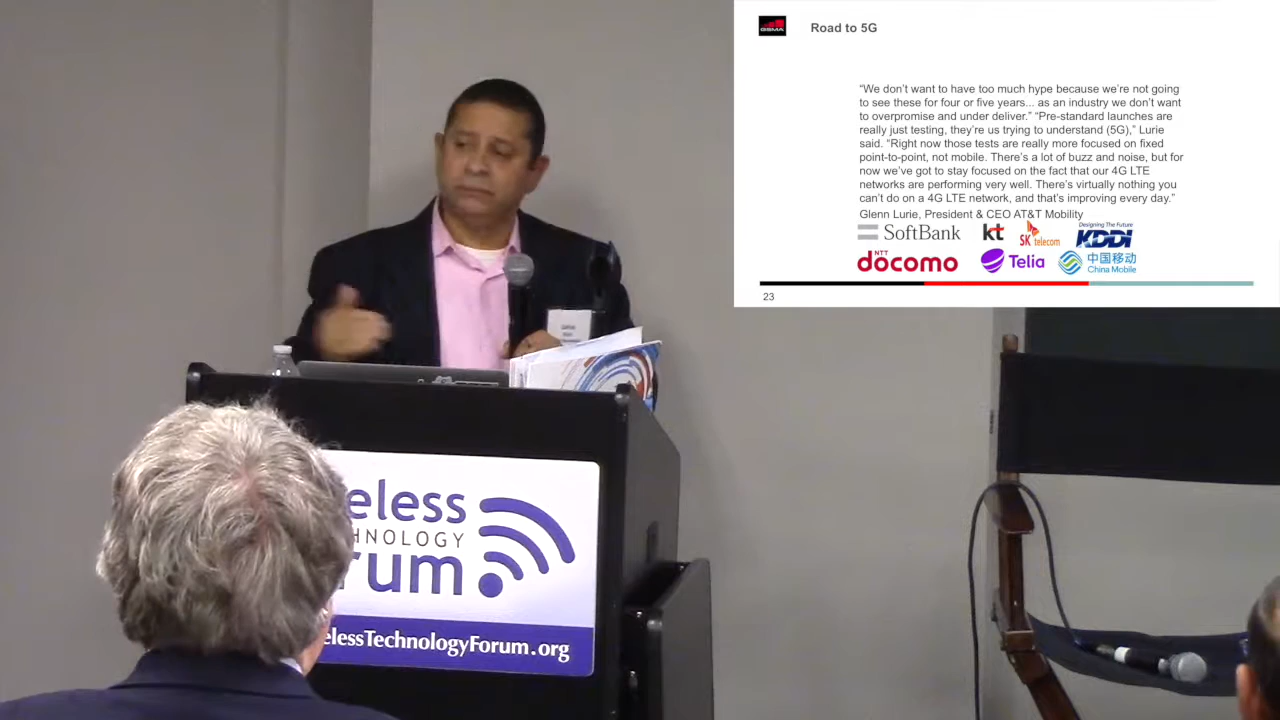 GSMA
Road to 5G
“We don’t want to have too much hype because we’re not going
to see these for four or five years... as an industry we don’t want
to overpromise and under deliver.” “Pre-standard launches are
really just testing, they’re us trying to understand (5G),” Lurie
said. “Right now those tests are really more focused on fixed
point-to-point, not mobile. There’s a lot of buzz and noise, but for
now we’ve got to stay focused on the fact that our 4G LTE
networks are performing very well. There’s virtually nothing you
can’t do on a 4G LTE network, and that’s improving every day.”
Glenn Lurie, President & CEO AT&T Mobility
SoftBank
kt
SK telecom
Designing The Future
KDDI
NTT
docomo
Telia
中国移动
China Mobile
23
eless
HNOLOGY
rum
elessTechnologyForum.org